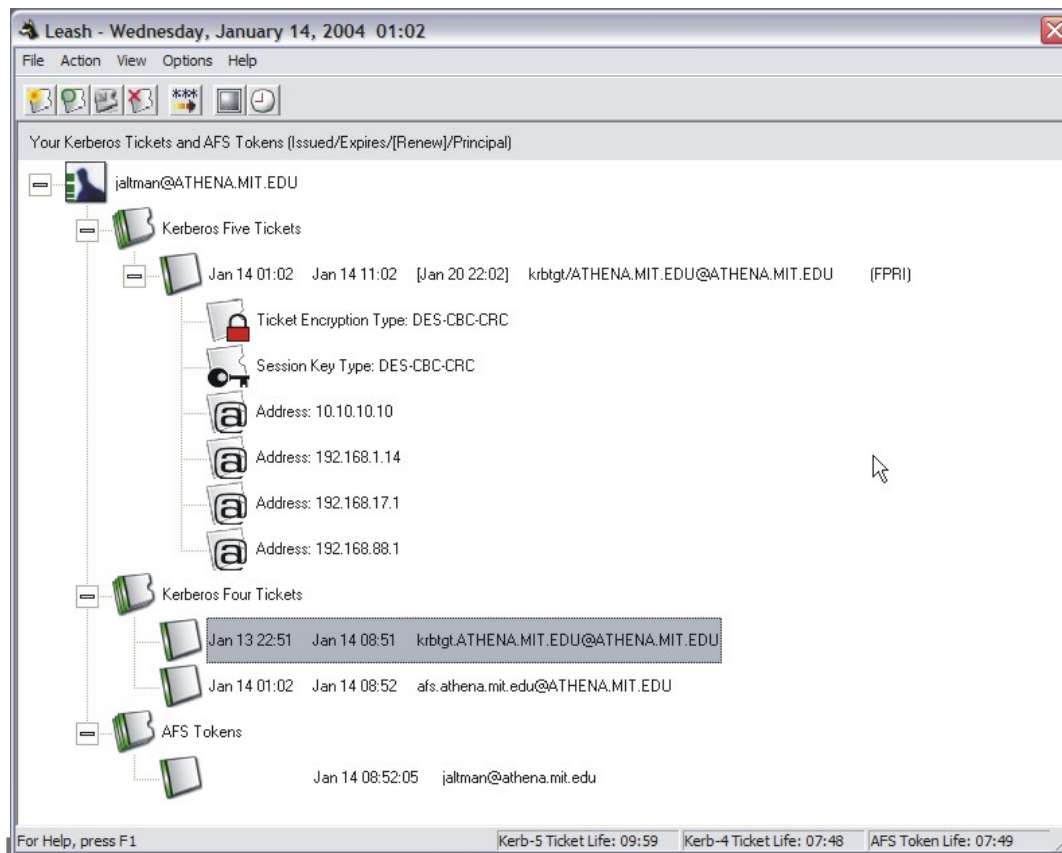 Leash - Wednesday, January 14, 2004 01:02
File Action View Options Help
***
Your Kerberos Tickets and AFS Tokens (Issued/Expires/[Renew]/Principal)
jaltman@ATHENA.MIT.EDU
Kerberos Five Tickets
Jan 14 01:02 Jan 14 11:02 [Jan 20 22:02] krbtgt/ATHENA.MIT.EDU@ATHENA.MIT.EDU (FPRI)
Ticket Encryption Type: DES-CBC-CRC
Session Key Type: DES-CBC-CRC
@ Address: 10.10.10.10
@ Address: 192.168.1.14
@ Address: 192.168.17.1
@ Address: 192.168.88.1
Kerberos Four Tickets
Jan 13 22:51 Jan 14 08:51 krbtgt.ATHENA.MIT.EDU@ATHENA.MIT.EDU
Jan 14 01:02 Jan 14 08:52 afs.athena.mit.edu@ATHENA.MIT.EDU
AFS Tokens
Jan 14 08:52:05 jaltman@athena.mit.edu
For Help, press F1 Kerb-5 Ticket Life: 09:59 Kerb-4 Ticket Life: 07:48 AFS Token Life: 07:49